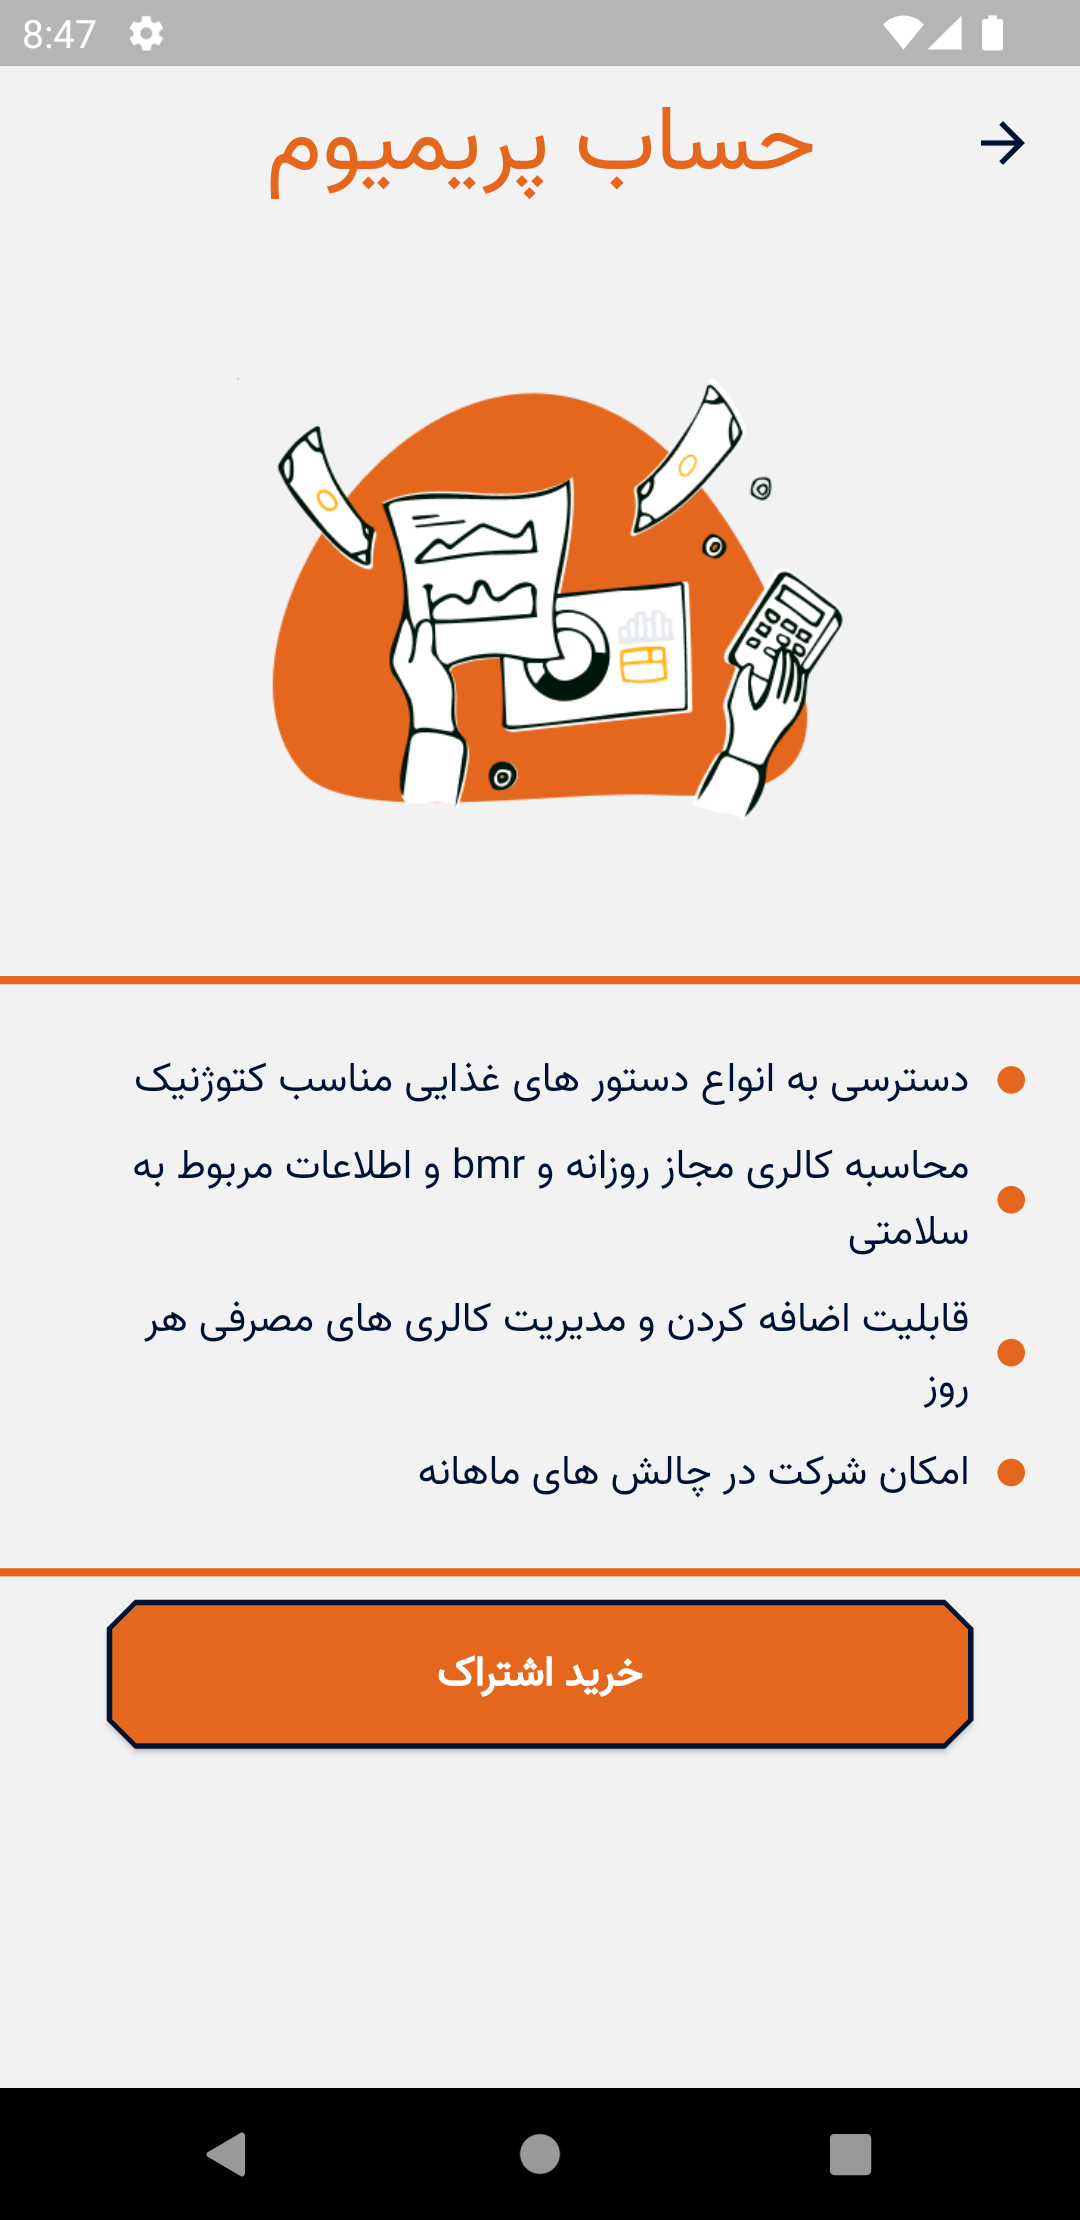 8:47
حساب پریمیوم
دسترسی به انواع دستور های غذایی مناسب کتوژنیک
محاسبه کالری مجاز روزانه و bmr و اطلاعات مربوط به
سلامتی
قابلیت اضافه کردن و مدیریت کالری های مصرفی هر
روز
امکان شرکت در چالش های ماهانه
خرید اشتراک